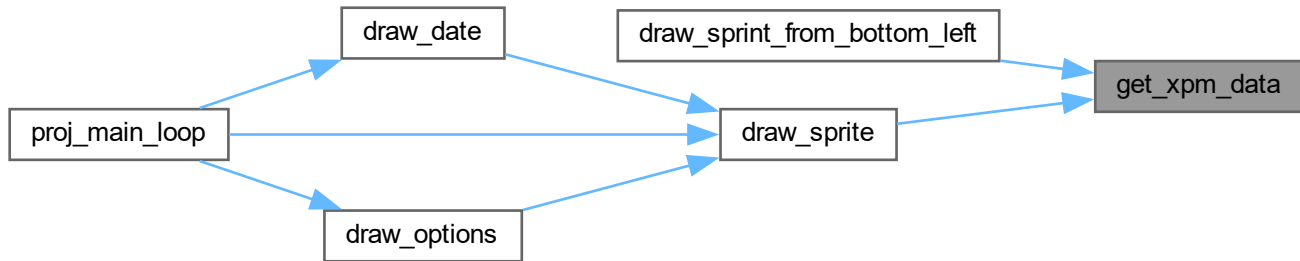 draw_date
draw_sprint_from_bottom_left
get_xpm_data
proj_main_loop
draw_sprite
draw_options